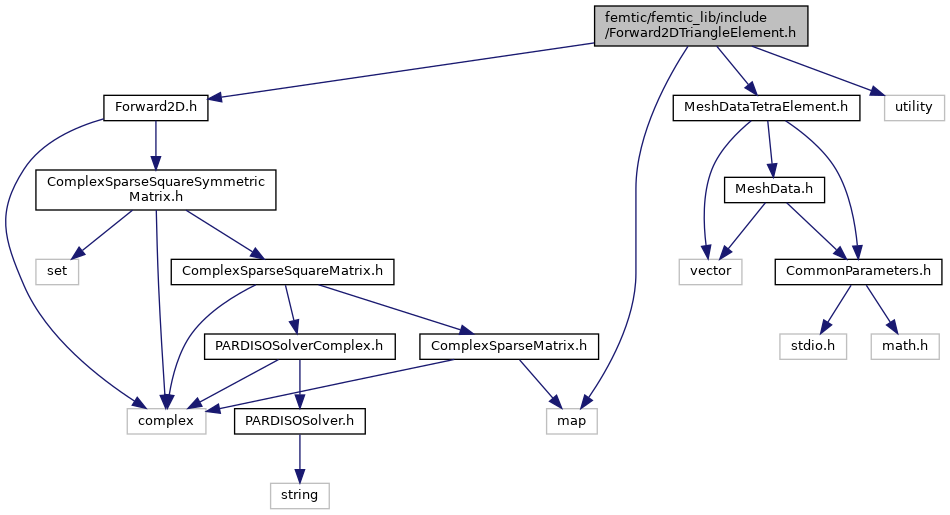 femtic/femtic_lib/include
/Forward2DTriangleElement.h
Forward2D.h
MeshDataTetraElement.h
utility
ComplexSparseSquareSymmetric
Matrix.h
MeshData.h
set
ComplexSparseSquareMatrix.h
vector
CommonParameters.h
PARDISOSolverComplex.h
ComplexSparseMatrix.h
stdio.h
math.h
complex
PARDISOSolver.h
map
string